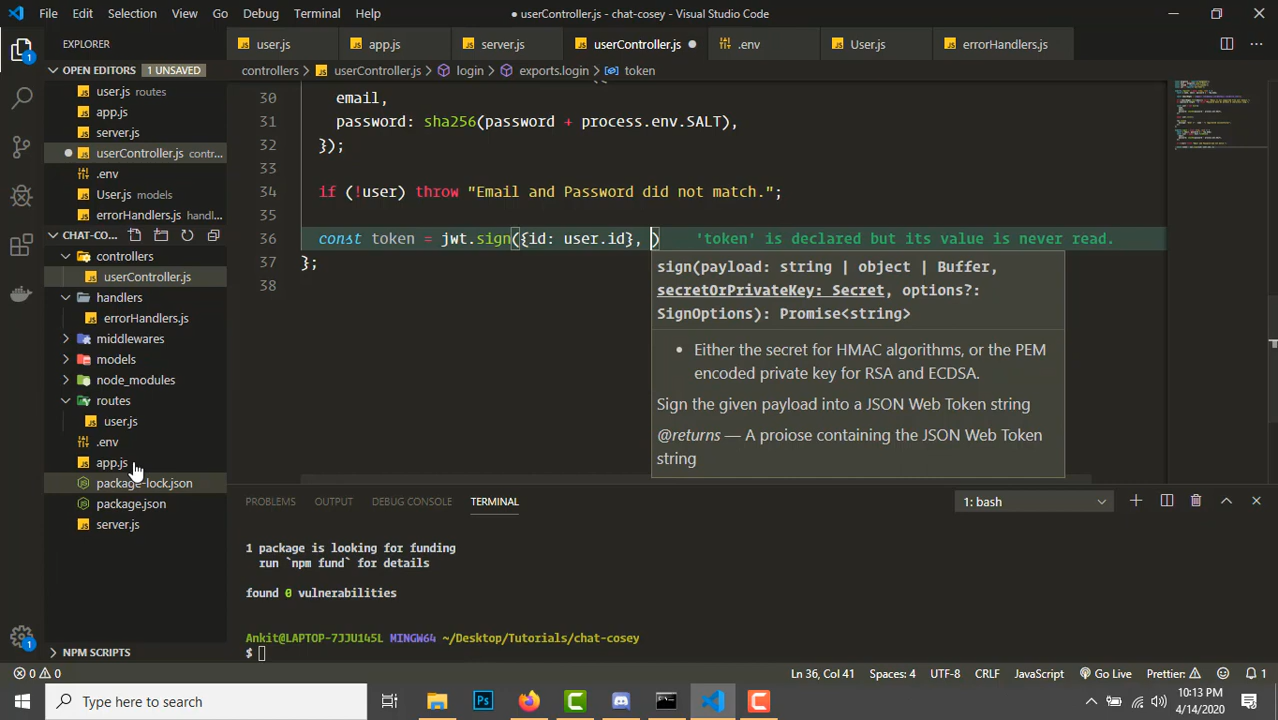 File Edit Selection View Go Debug Terminal Help
● userController.js - chat-cosey - Visual Studio Code
EXPLORER
user.js app.js server.js userController.js ● .env User.js errorHandlers.js
OPEN EDITORS 1 UNSAVED
user.js routes
app.js
server.js
userController.js contr...
.env
User.js models
errorHandlers.js handl...
CHAT-CO...
controllers
userController.js
handlers
errorHandlers.js
middlewares
models
node_modules
routes
user.js
.env
app.js
package-lock.json
package.json
server.js
NPM SCRIPTS
controllers > userController.js > login > exports.login > token
30 email,
31 password: sha256(password + process.env.SALT),
32 });
33
34 if (!user) throw "Email and Password did not match.";
35
36 const token = jwt.sign({id: user.id}, ) 'token' is declared but its value is never read.
37 };
38
sign(payload: string | object | Buffer,
secretOrPrivateKey: Secret, options?:
SignOptions): Promise<string>
• Either the secret for HMAC algorithms, or the PEM
encoded private key for RSA and ECDSA.
Sign the given payload into a JSON Web Token string
@returns — A proiose containing the JSON Web Token
string
PROBLEMS OUTPUT DEBUG CONSOLE TERMINAL 1: bash
1 package is looking for funding
run `npm fund` for details
found 0 vulnerabilities
Ankit@LAPTOP-7JJU145L MINGW64 ~/Desktop/Tutorials/chat-cosey
$
1
1
0 0 Ln 36, Col 41 Spaces: 4 UTF-8 CRLF JavaScript Go Live Prettier: 1
Type here to search
Ps
10:13 PM
4/14/2020